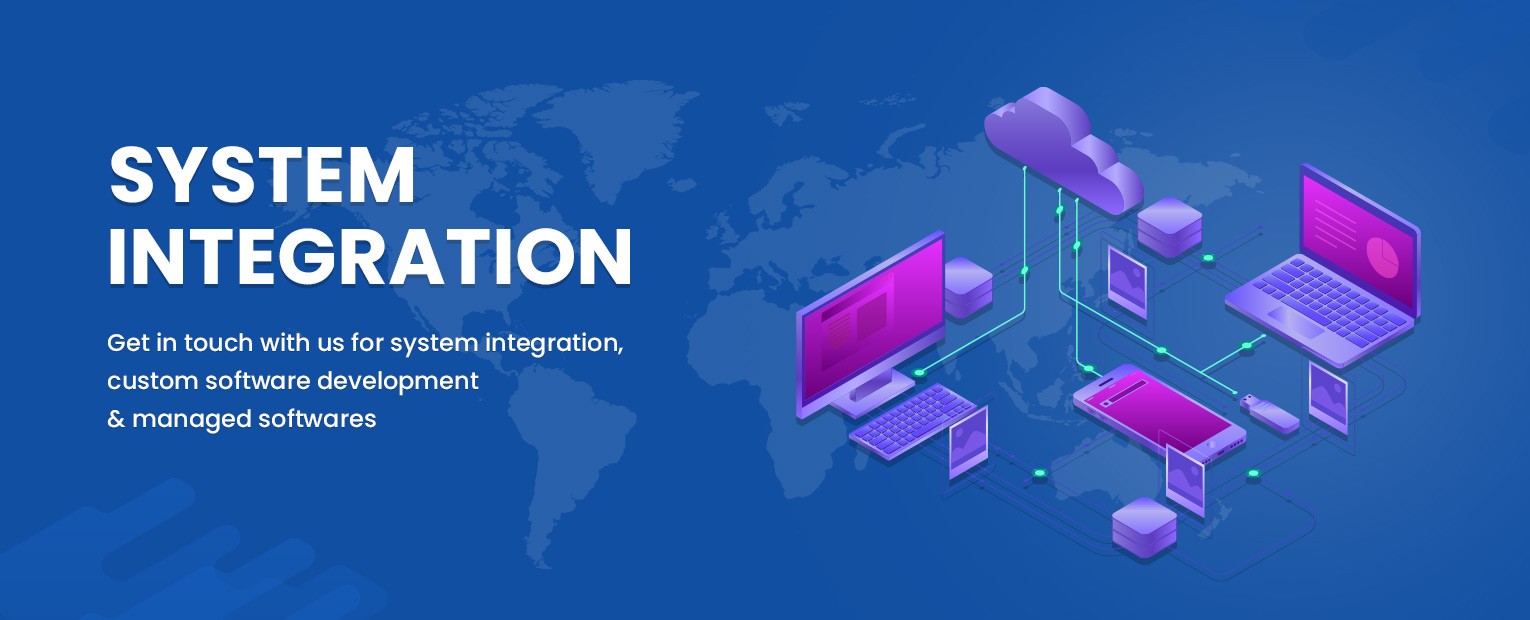 SYSTEM
INTEGRATION
Get in touch with us for system integration,
custom software development
& managed softwares